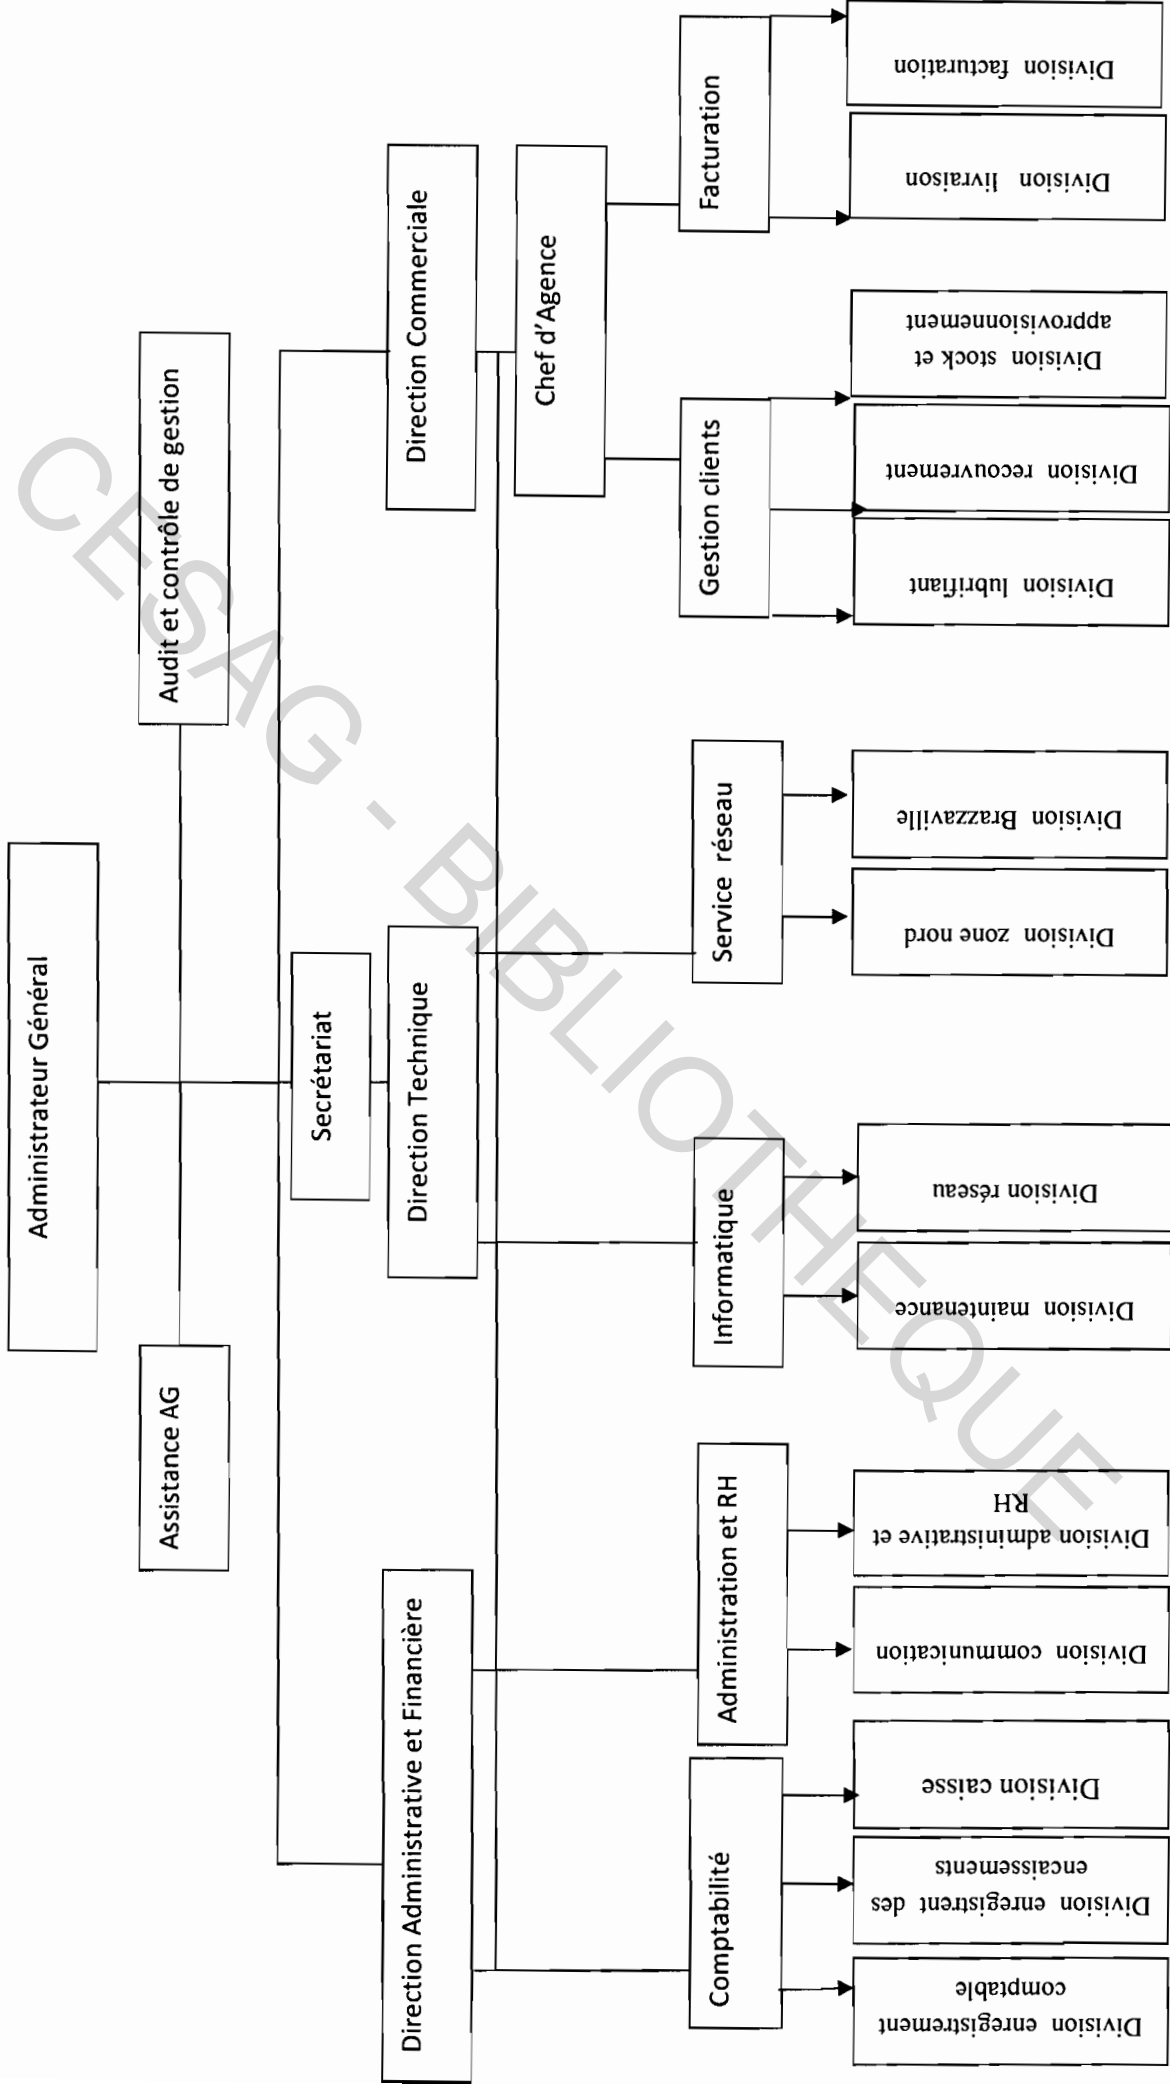 Administrateur Général
Assistance AG
Audit et contrôle de gestion
Secrétariat
Direction Administrative et Financière
Direction Technique
Direction Commerciale
Chef d'Agence
Comptabilité
Administration et RH
Informatique
Service réseau
Gestion clients
Facturation
Division enregistrement
comptable
Division enregistrent des
encaissements
Division caisse
Division communication
Division administrative et
RH
Division maintenance
Division réseau
Division zone nord
Division Brazzaville
Division lubrifiant
Division recouvrement
Division stock et
approvisionnement
Division livraison
Division facturation
CESAG - BIBLIOTHEQUE